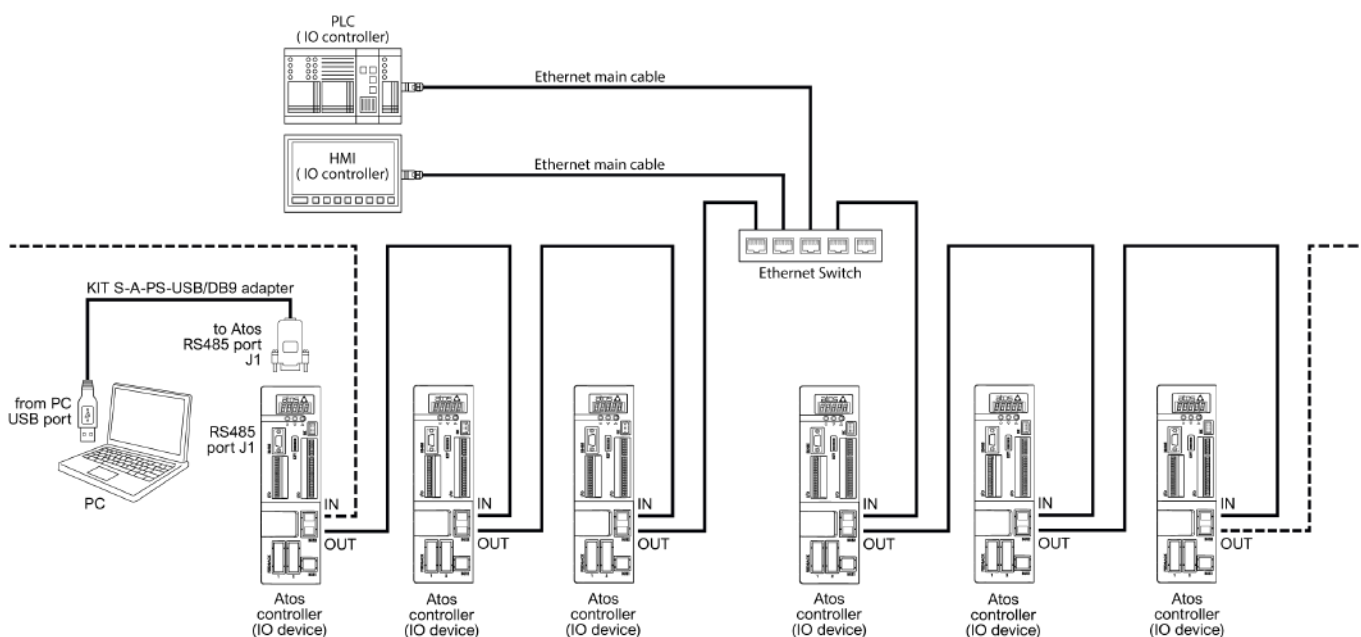 PLC
( IO controller)
Ethernet main cable
HMI
( IO controller)
Ethernet main cable
Ethernet Switch
KIT S-A-PS-USB/DB9 adapter
to Atos
RS485 port
J1
from PC
USB port
PC
RS485
port J1
IN
OUT
IN
OUT
IN
OUT
IN
OUT
IN
OUT
IN
OUT
Atos
controller
(IO device)
Atos
controller
(IO device)
Atos
controller
(IO device)
Atos
controller
(IO device)
Atos
controller
(IO device)
Atos
controller
(IO device)